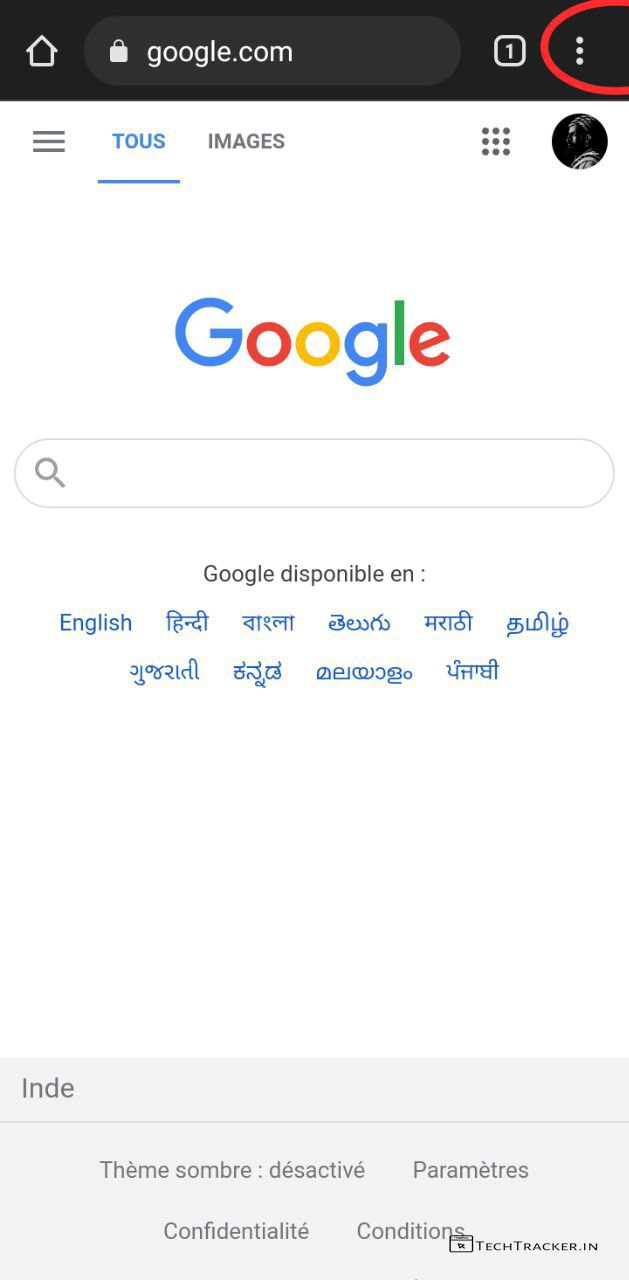 google.com 1
TOUS IMAGES
Google
Google disponible en :
English हिन्दी বাংলা తెలుగు मराठी தமிழ்
ગુજરાતી ಕನ್ನಡ മലയാളം ਪੰਜਾਬੀ
Inde
Thème sombre : désactivé Paramètres
Confidentialité Conditions
TECHTRACKER.IN